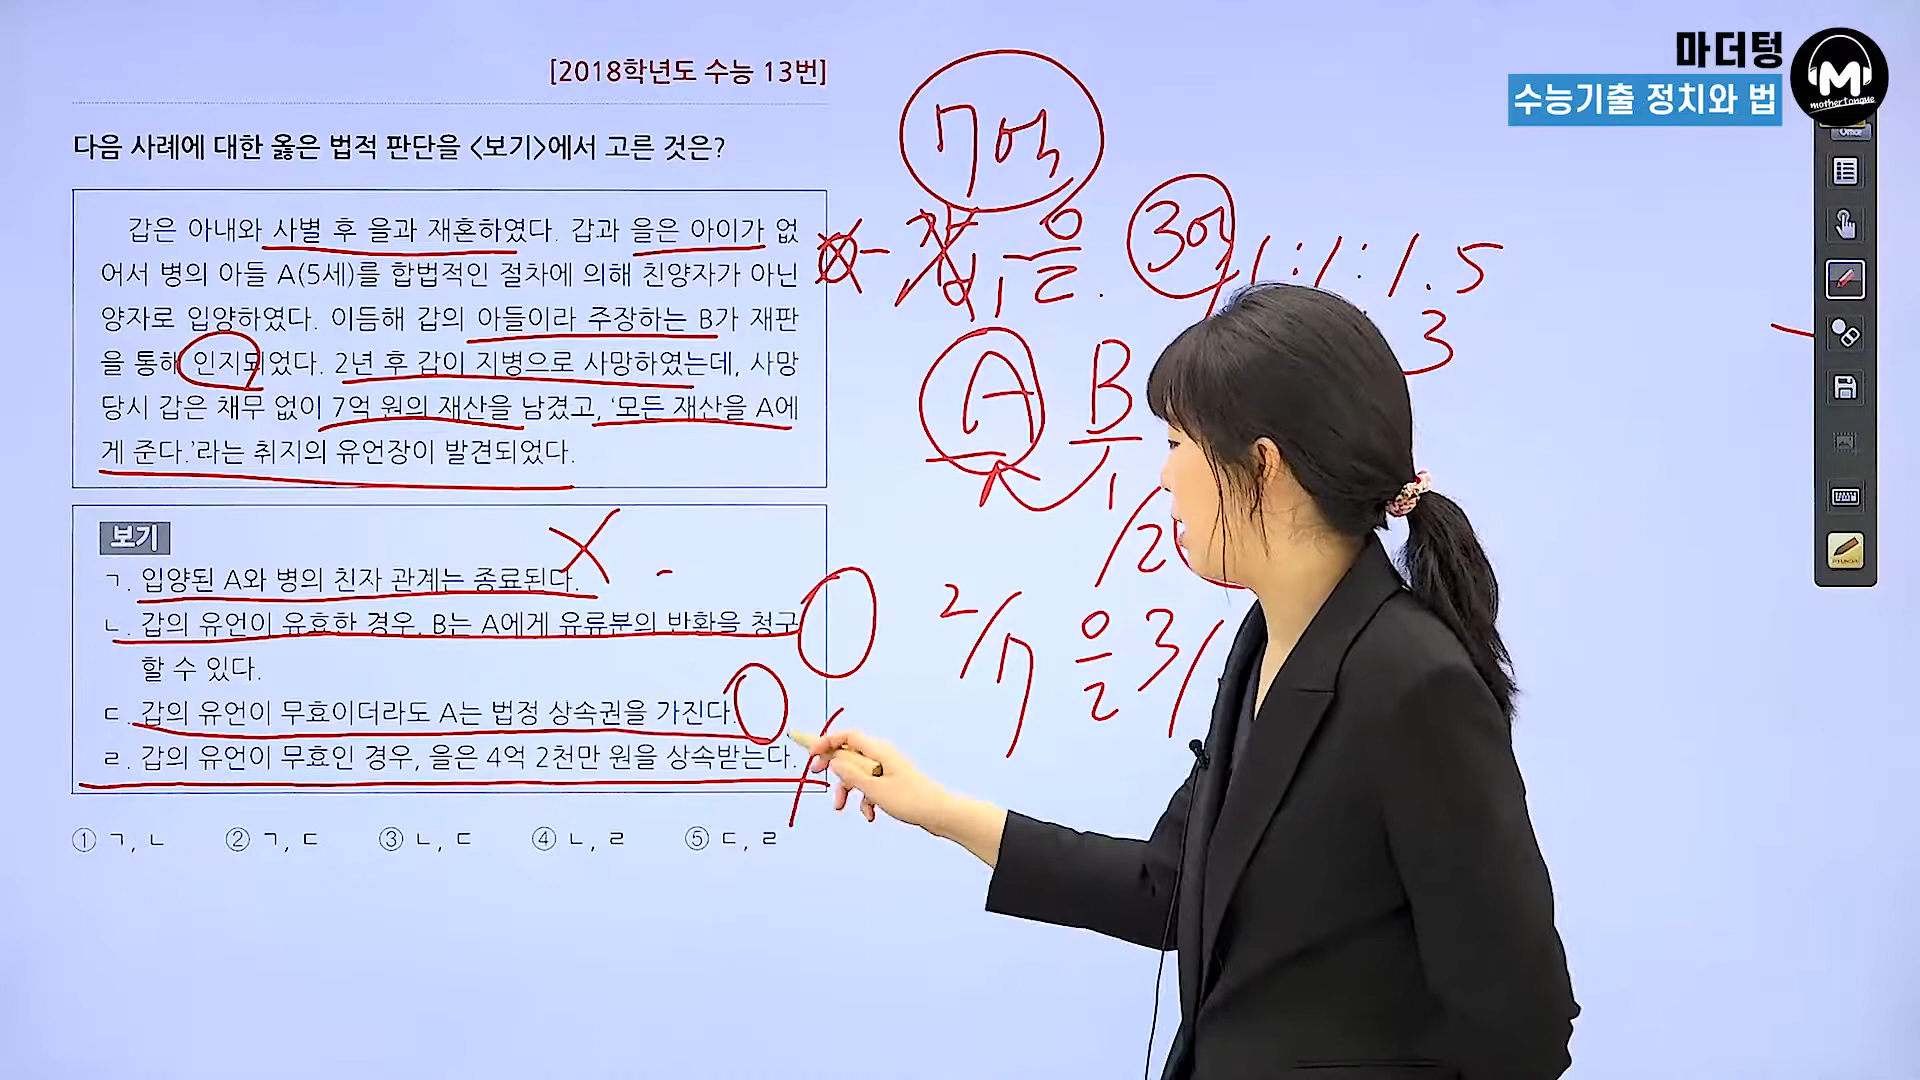 마더텅
수능기출 정치와 법
mothertongue
[2018학년도 수능 13번]
다음 사례에 대한 옳은 법적 판단을 <보기>에서 고른 것은?
갑은 아내와 사별 후 을과 재혼하였다. 갑과 을은 아이가 없
어서 병의 아들 A(5세)를 합법적인 절차에 의해 친양자가 아닌
양자로 입양하였다. 이듬해 갑의 아들이라 주장하는 B가 재판
을 통해 인지되었다. 2년 후 갑이 지병으로 사망하였는데, 사망
당시 갑은 채무 없이 7억 원의 재산을 남겼고, '모든 재산을 A에
게 준다.'라는 취지의 유언장이 발견되었다.
보기
ㄱ. 입양된 A와 병의 친자 관계는 종료된다.
ㄴ. 갑의 유언이 유효한 경우, B는 A에게 유류분의 반환을 청구
할 수 있다.
ㄷ. 갑의 유언이 무효이더라도 A는 법정 상속권을 가진다.
ㄹ. 갑의 유언이 무효인 경우, 을은 4억 2천만 원을 상속받는다.
① ㄱ, ㄴ ② ㄱ, ㄷ ③ ㄴ, ㄷ ④ ㄴ, ㄹ ⑤ ㄷ, ㄹ
7억
갑 을 3억 1:1:1.5
3
A B
1
/2
2/7 을 3/